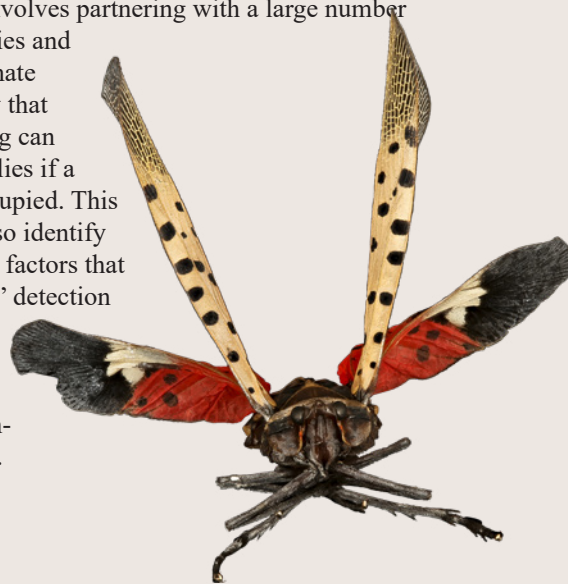 volves partnering with a large number
ies and
nate
that
g can
lies if a
upied. This
so identify
factors that
’ detection
n-
.